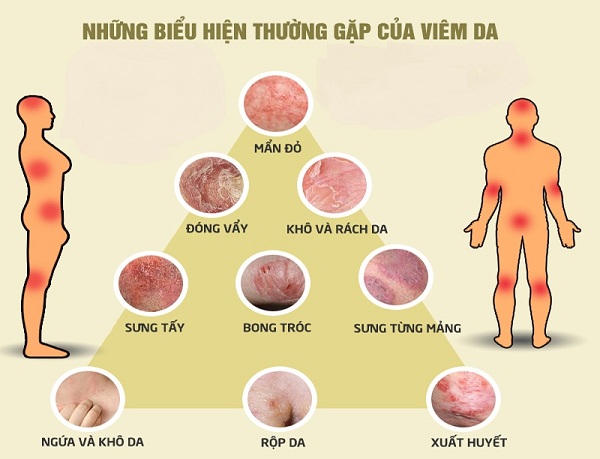 NHỮNG BIỂU HIỆN THƯỜNG GẶP CỦA VIÊM DA
MẨN ĐỎ
ĐÓNG VẨY
KHÔ VÀ RÁCH DA
SƯNG TẤY
BONG TRÓC
SƯNG TỪNG MẢNG
NGỨA VÀ KHÔ DA
RỘP DA
XUẤT HUYẾT